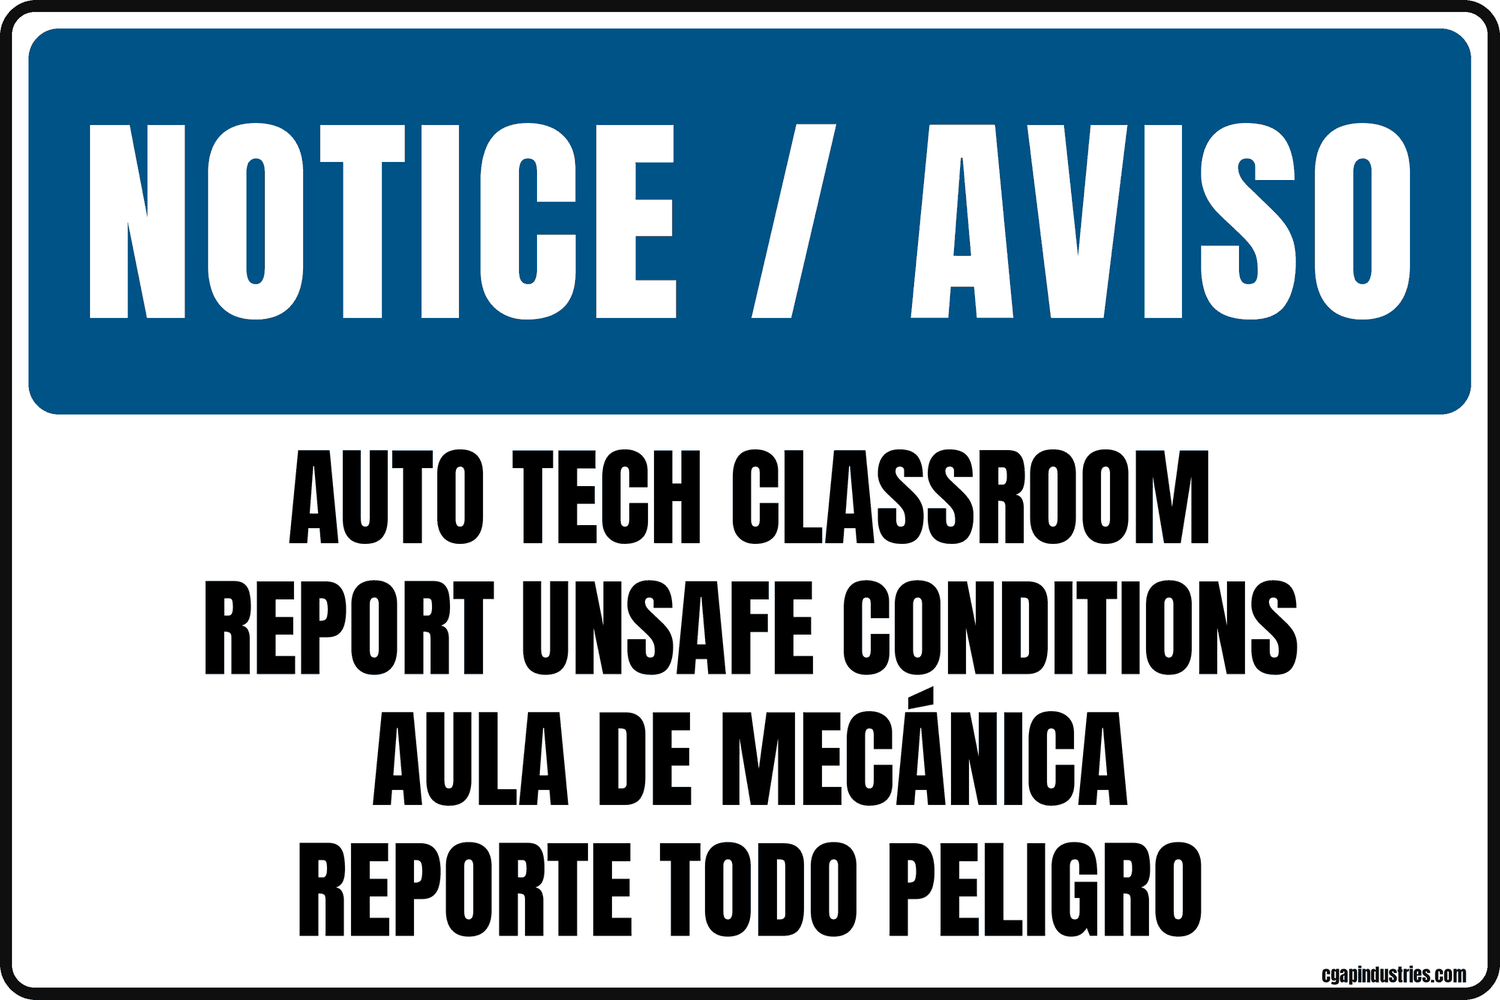 NOTICE / AVISO
AUTO TECH CLASSROOM
REPORT UNSAFE CONDITIONS
AULA DE MECÁNICA
REPORTE TODO PELIGRO
cgapindustries.com